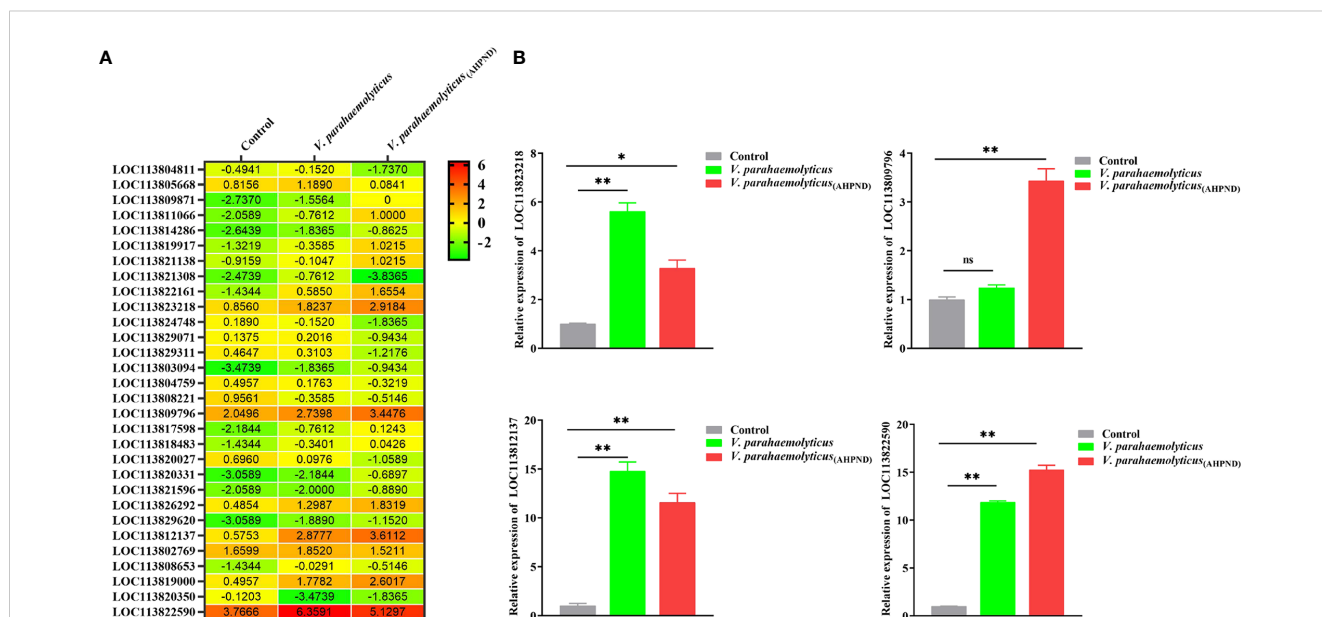 A
Control
V. parahaemolyticus
V. parahaemolyticus(AHPND)
LOC113804811 -0.4941 -0.1520 -1.7370
LOC113805668 0.8156 1.1890 0.0841
LOC113809871 -2.7370 -1.5564 0
LOC113811066 -2.0589 -0.7612 1.0000
LOC113814286 -2.6439 -1.8365 -0.8625
LOC113819917 -1.3219 -0.3585 1.0215
LOC113821138 -0.9159 -0.1047 1.0215
LOC113821308 -2.4739 -0.7612 -3.8365
LOC113822161 -1.4344 0.5850 1.6554
LOC113823218 0.8560 1.8237 2.9184
LOC113824748 0.1890 -0.1520 -1.8365
LOC113829071 0.1375 0.2016 -0.9434
LOC113829311 0.4647 0.3103 -1.2176
LOC113803094 -3.4739 -1.8365 -0.9434
LOC113804759 0.4957 0.1763 -0.3219
LOC113808221 0.9561 -0.3585 -0.5146
LOC113809796 2.0496 2.7398 3.4476
LOC113817598 -2.1844 -0.7612 0.1243
LOC113818483 -1.4344 -0.3401 0.0426
LOC113820027 0.6960 0.0976 -1.0589
LOC113820331 -3.0589 -2.1844 -0.6897
LOC113821596 -2.0589 -2.0000 -0.8890
LOC113826292 0.4854 1.2987 1.8319
LOC113829620 -3.0589 -1.8890 -1.1520
LOC113812137 0.5753 2.8777 3.6112
LOC113802769 1.6599 1.8520 1.5211
LOC113808653 -1.4344 -0.0291 -0.5146
LOC113819000 0.4957 1.7782 2.6017
LOC113820350 -0.1203 -3.4739 -1.8365
LOC113822590 3.7666 6.3591 5.1297
6
4
2
0
-2
B
Relative expression of LOC113823218
8
6
4
2
0
*
**
Control
V. parahaemolyticus
V. parahaemolyticus(AHPND)
Relative expression of LOC113809796
4
3
2
1
0
**
ns
Control
V. parahaemolyticus
V. parahaemolyticus(AHPND)
Relative expression of LOC113812137
20
15
10
5
0
**
**
Control
V. parahaemolyticus
V. parahaemolyticus(AHPND)
Relative expression of LOC113822590
20
15
10
5
0
**
**
Control
V. parahaemolyticus
V. parahaemolyticus(AHPND)